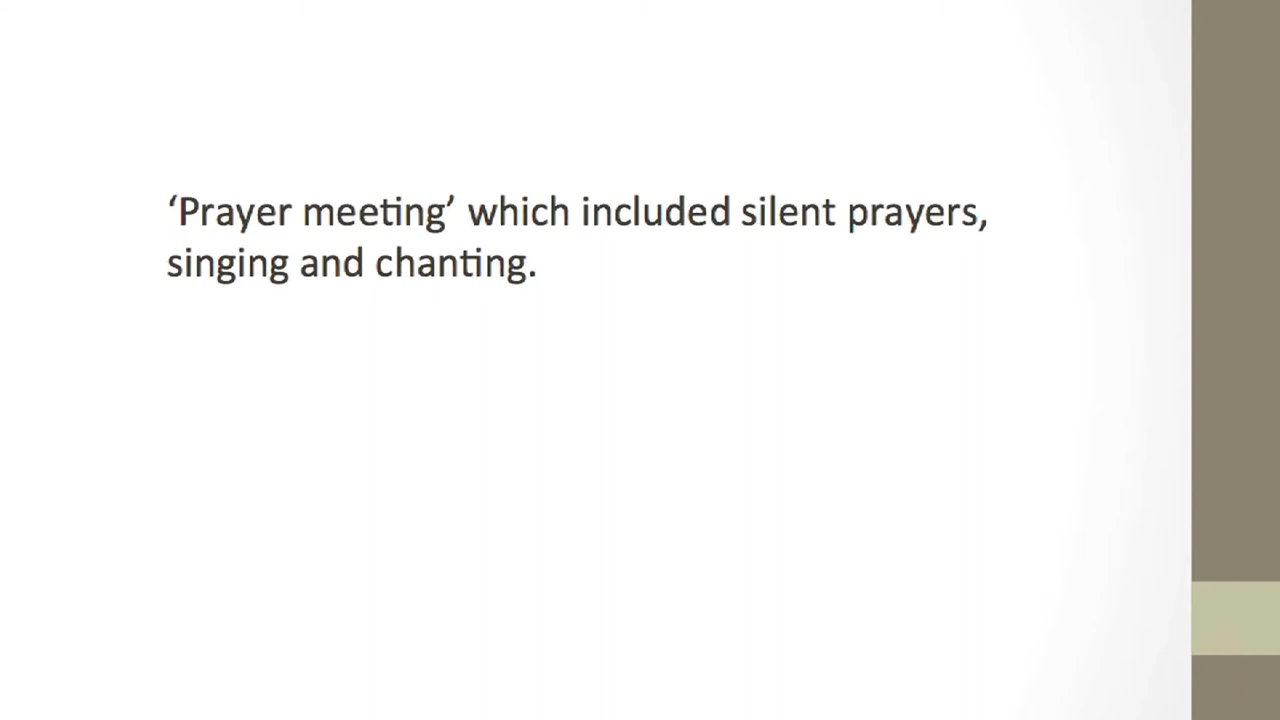 ‘Prayer meeting’ which included silent prayers,
singing and chanting.